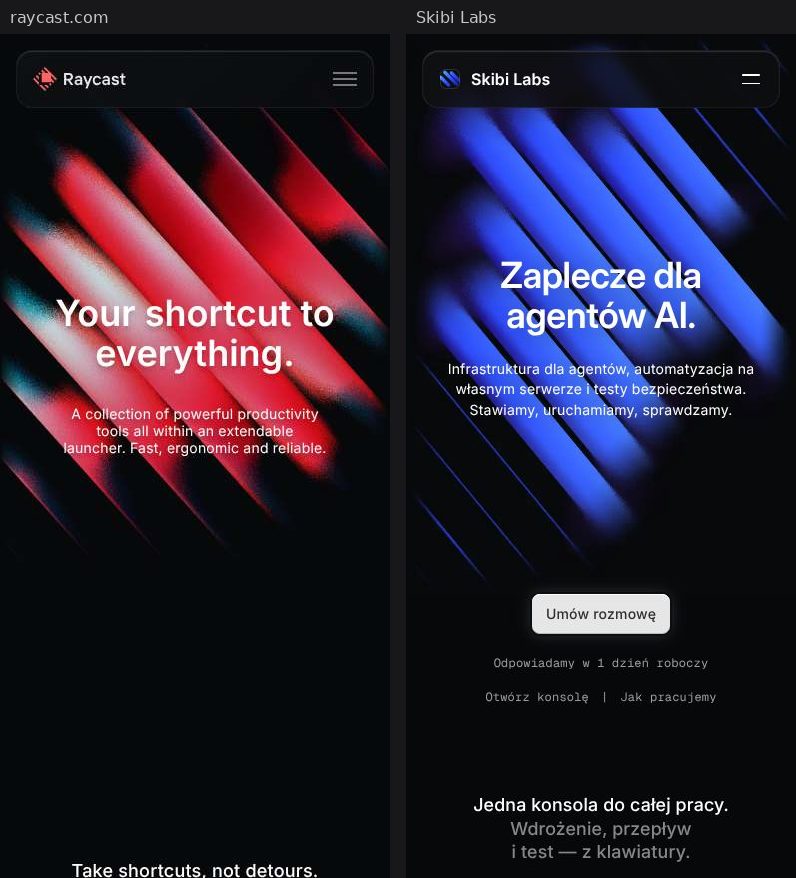 raycast.com
Raycast
Your shortcut to
everything.
A collection of powerful productivity
tools all within an extendable
launcher. Fast, ergonomic and reliable.
Take shortcuts, not detours.
Skibi Labs
Skibi Labs
Zaplecze dla
agentów AI.
Infrastruktura dla agentów, automatyzacja na
własnym serwerze i testy bezpieczeństwa.
Stawiamy, uruchamiamy, sprawdzamy.
Umów rozmowę
Odpowiadamy w 1 dzień roboczy
Otwórz konsolę | Jak pracujemy
Jedna konsola do całej pracy.
Wdrożenie, przepływ
i test — z klawiatury.